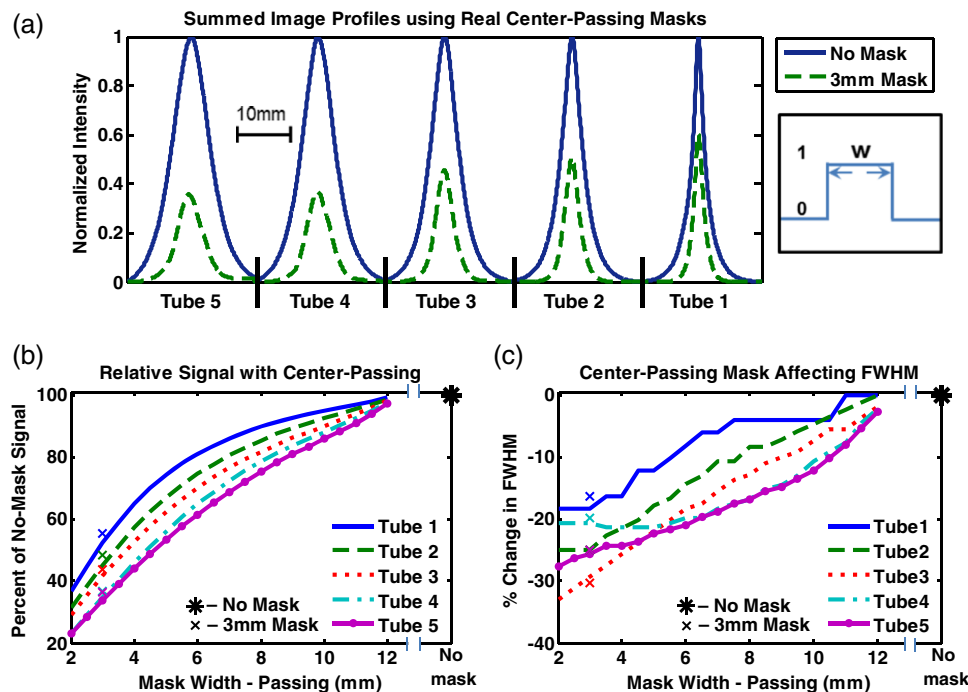 (a)
Summed Image Profiles using Real Center-Passing Masks
Normalized Intensity
1
0.8
0.6
0.4
0.2
0
10mm
Tube 5
Tube 4
Tube 3
Tube 2
Tube 1
No Mask
3mm Mask
1
W
0
(b)
Relative Signal with Center-Passing
Percent of No-Mask Signal
100
80
60
40
20
Tube 1
Tube 2
Tube 3
Tube 4
Tube 5
– No Mask
– 3mm Mask
2 4 6 8 10 12
No
mask
Mask Width - Passing (mm)
(c)
Center-Passing Mask Affecting FWHM
% Change in FWHM
0
-10
-20
-30
-40
Tube1
Tube2
Tube3
Tube4
Tube5
– No Mask
– 3mm Mask
2 4 6 8 10 12
No
mask
Mask Width - Passing (mm)